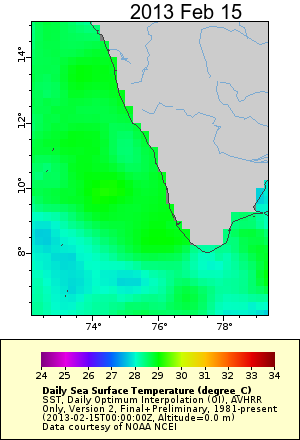 2013 Feb 15
14°
12°
10°
8°
74° 76° 78°
24 25 26 27 28 29 30 31 32 33 34
Daily Sea Surface Temperature (degree_C)
SST, Daily Optimum Interpolation (OI), AVHRR
Only, Version 2, Final+Preliminary, 1981-present
(2013-02-15T00:00:00Z, Altitude=0.0 m)
Data courtesy of NOAA NCEI